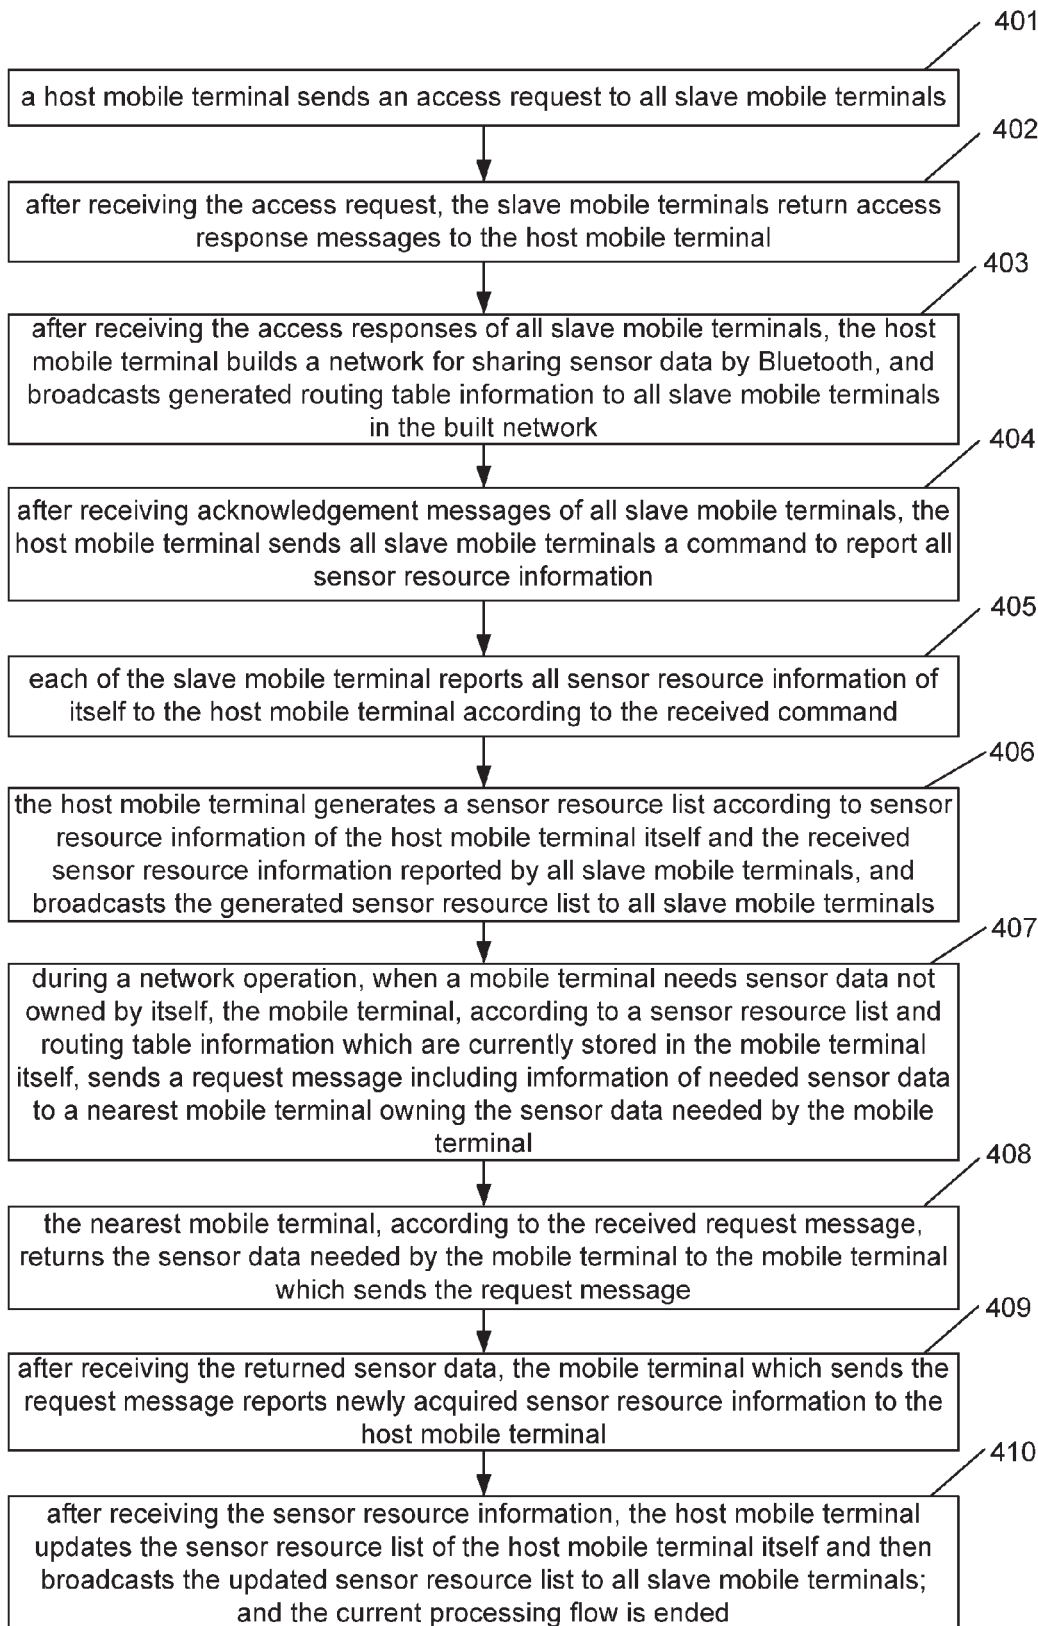 401
a host mobile terminal sends an access request to all slave mobile terminals
402
after receiving the access request, the slave mobile terminals return access
response messages to the host mobile terminal
403
after receiving the access responses of all slave mobile terminals, the host
mobile terminal builds a network for sharing sensor data by Bluetooth, and
broadcasts generated routing table information to all slave mobile terminals
in the built network
404
after receiving acknowledgement messages of all slave mobile terminals, the
host mobile terminal sends all slave mobile terminals a command to report all
sensor resource information
405
each of the slave mobile terminal reports all sensor resource information of
itself to the host mobile terminal according to the received command
406
the host mobile terminal generates a sensor resource list according to sensor
resource information of the host mobile terminal itself and the received
sensor resource information reported by all slave mobile terminals, and
broadcasts the generated sensor resource list to all slave mobile terminals
407
during a network operation, when a mobile terminal needs sensor data not
owned by itself, the mobile terminal, according to a sensor resource list and
routing table information which are currently stored in the mobile terminal
itself, sends a request message including imformation of needed sensor data
to a nearest mobile terminal owning the sensor data needed by the mobile
terminal
408
the nearest mobile terminal, according to the received request message,
returns the sensor data needed by the mobile terminal to the mobile terminal
which sends the request message
409
after receiving the returned sensor data, the mobile terminal which sends the
request message reports newly acquired sensor resource information to the
host mobile terminal
410
after receiving the sensor resource information, the host mobile terminal
updates the sensor resource list of the host mobile terminal itself and then
broadcasts the updated sensor resource list to all slave mobile terminals;
and the current processing flow is ended